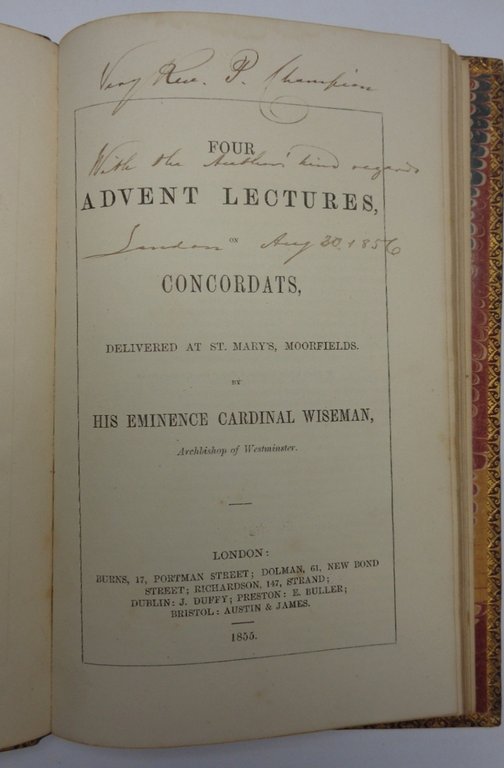 Very Rev. P. Champion
FOUR
With the Author's kind regards
ADVENT LECTURES,
ON
London Aug 20. 1856
CONCORDATS,
DELIVERED AT ST. MARY'S, MOORFIELDS.
BY
HIS EMINENCE CARDINAL WISEMAN,
Archbishop of Westminster.
LONDON:
BURNS, 17, PORTMAN STREET; DOLMAN, 61, NEW BOND
STREET; RICHARDSON, 147, STRAND;
DUBLIN: J. DUFFY; PRESTON: E. BULLER;
BRISTOL: AUSTIN & JAMES.
1855.